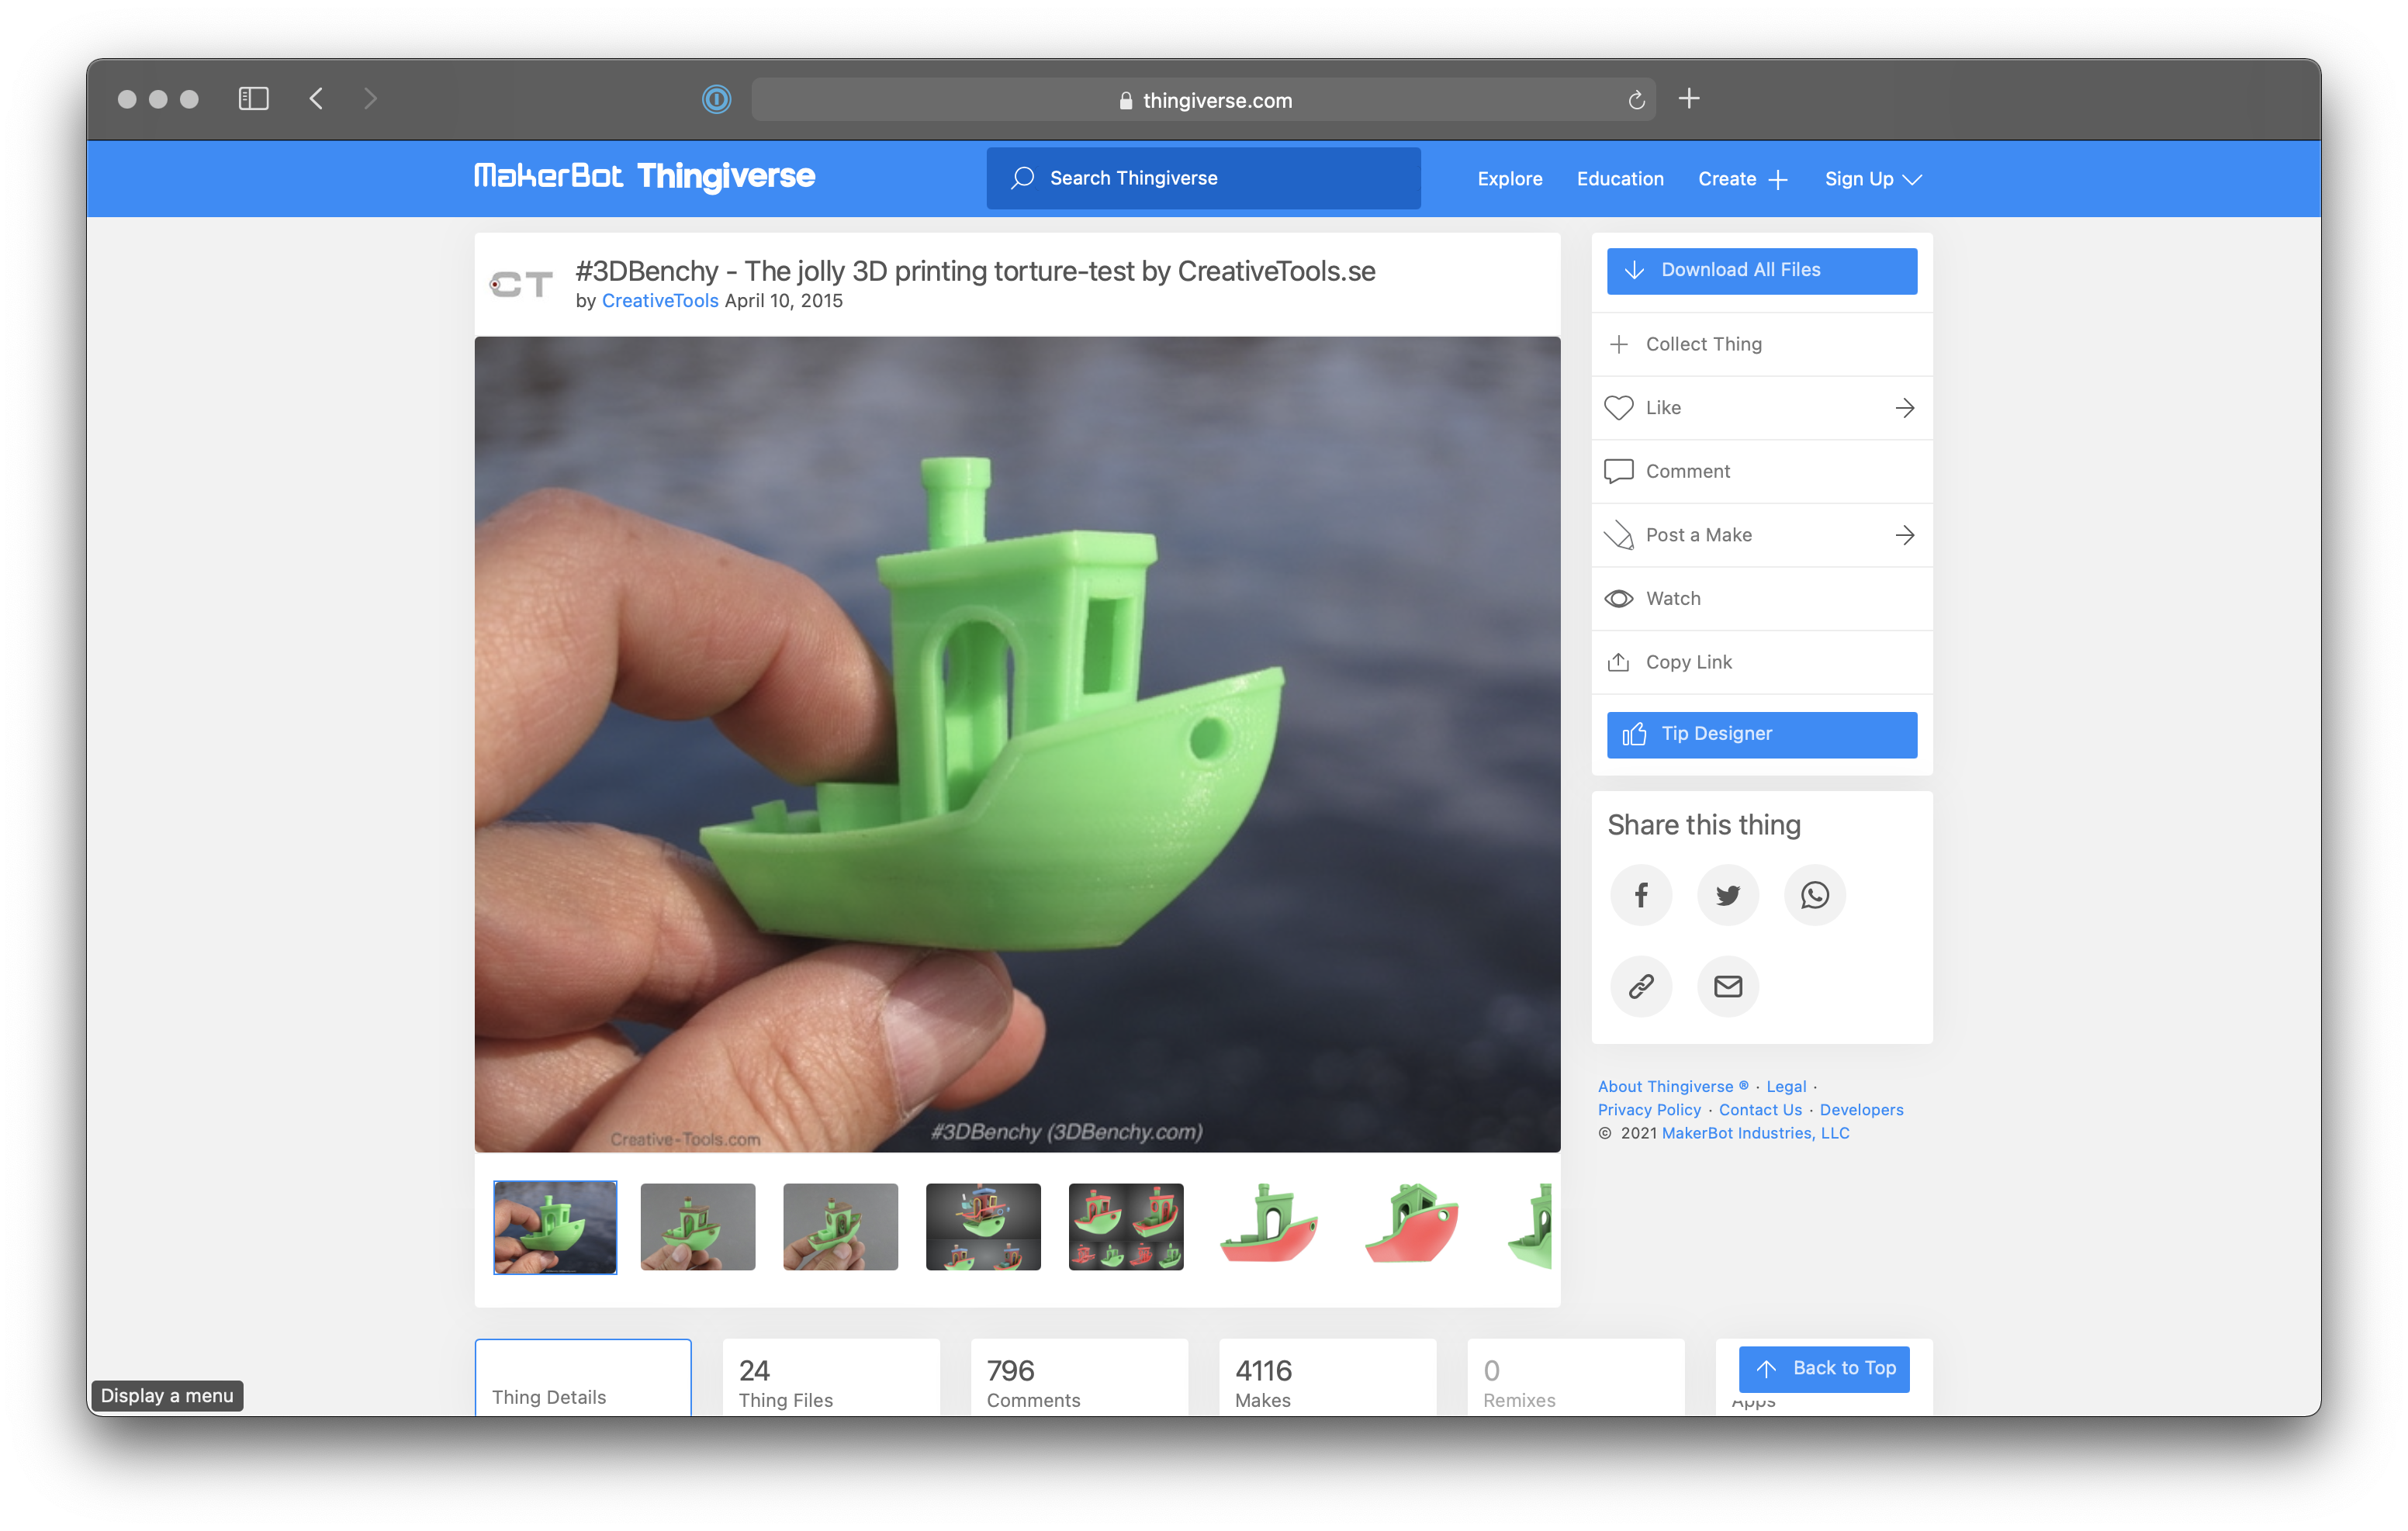 thingiverse.com
MakerBot Thingiverse
Search Thingiverse
Explore
Education
Create
Sign Up
CT
#3DBenchy - The jolly 3D printing torture-test by CreativeTools.se
by CreativeTools April 10, 2015
Creative-Tools.com
#3DBenchy (3DBenchy.com)
Download All Files
Collect Thing
Like
Comment
Post a Make
Watch
Copy Link
Tip Designer
Share this thing
About Thingiverse ® · Legal ·
Privacy Policy · Contact Us · Developers
© 2021 MakerBot Industries, LLC
Thing Details
24
Thing Files
796
Comments
4116
Makes
0
Remixes
Back to Top
Apps
Display a menu